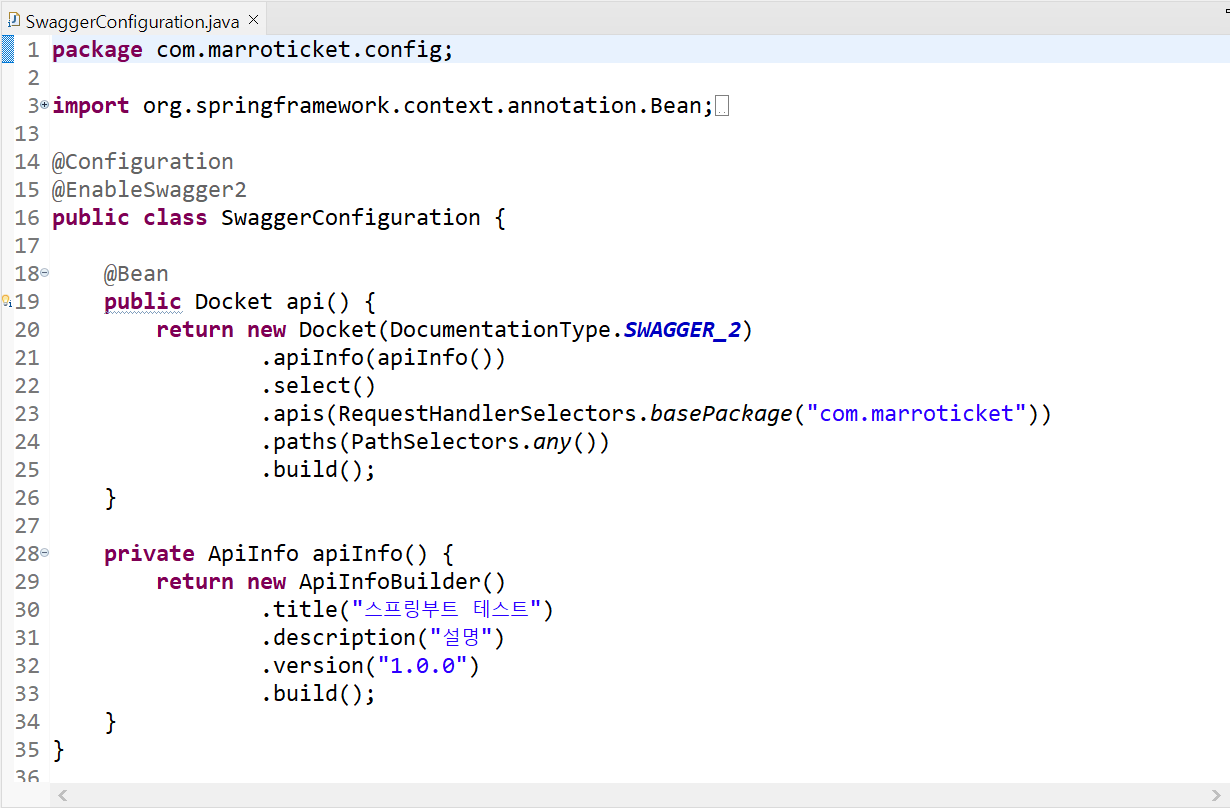 SwaggerConfiguration.java
1 package com.marroticket.config;
2
3 import org.springframework.context.annotation.Bean;
13
14 @Configuration
15 @EnableSwagger2
16 public class SwaggerConfiguration {
17
18 @Bean
19 public Docket api() {
20 return new Docket(DocumentationType.SWAGGER_2)
21 .apiInfo(apiInfo())
22 .select()
23 .apis(RequestHandlerSelectors.basePackage("com.marroticket"))
24 .paths(PathSelectors.any())
25 .build();
26 }
27
28 private ApiInfo apiInfo() {
29 return new ApiInfoBuilder()
30 .title("스프링부트 테스트")
31 .description("설명")
32 .version("1.0.0")
33 .build();
34 }
35 }
36